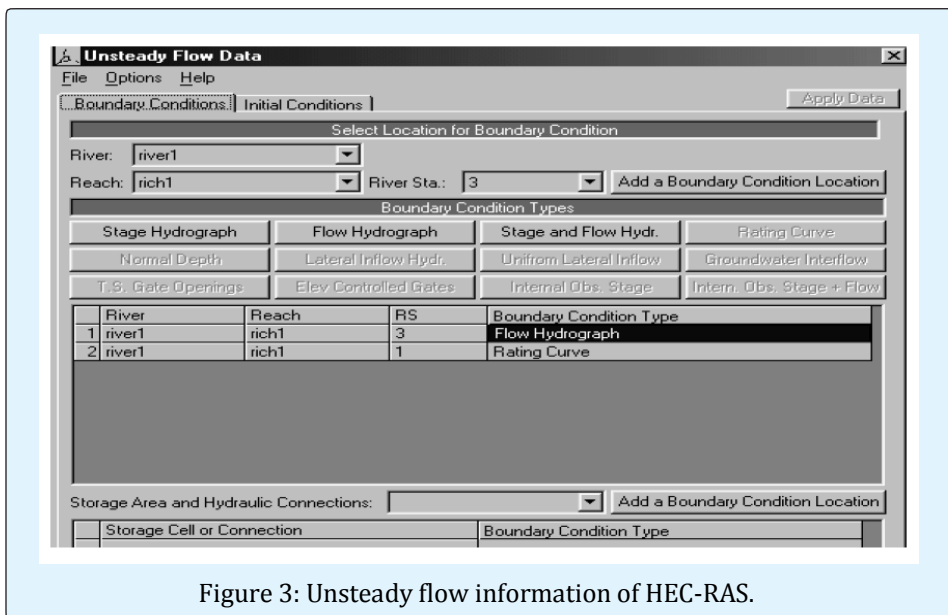 Unsteady Flow Data
File Options Help
Boundary Conditions Initial Conditions Apply Data
Select Location for Boundary Condition
River: river1
Reach: rich1 River Sta.: 3 Add a Boundary Condition Location
Boundary Condition Types
Stage Hydrograph Flow Hydrograph Stage and Flow Hydr. Rating Curve
Normal Depth Lateral Inflow Hydr. Unifrom Lateral Inflow Groundwater Interflow
T.S. Gate Openings Elev Controlled Gates Internal Obs. Stage Intern. Obs. Stage + Flow
River Reach RS Boundary Condition Type
1 river1 rich1 3 Flow Hydrograph
2 river1 rich1 1 Rating Curve
Storage Area and Hydraulic Connections: Add a Boundary Condition Location
Storage Cell or Connection Boundary Condition Type
Figure 3: Unsteady flow information of HEC-RAS.